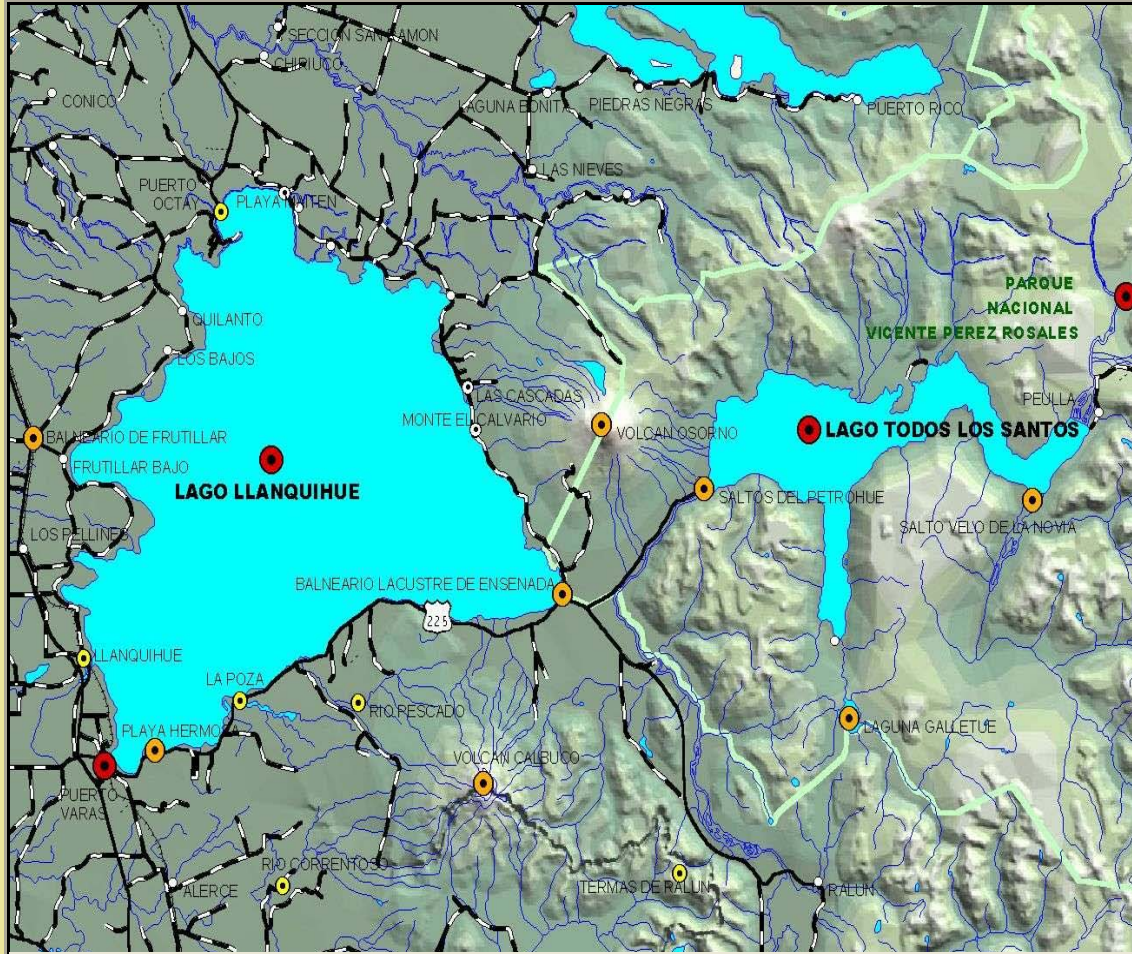 SECCION SAN RAMON
CHIRIUCO
CONICO
LAGUNA BONITA
PIEDRAS NEGRAS
PUERTO RICO
LAS NIEVES
PUERTO
OCTAY
PLAYA MAITEN
PARQUE
NACIONAL
VICENTE PEREZ ROSALES
QUILANTO
LOS BAJOS
LAS CASCADAS
PEULLA
MONTE EL CALVARIO
VOLCAN OSORNO
LAGO TODOS LOS SANTOS
BALNEARIO DE FRUTILLAR
FRUTILLAR BAJO
LAGO LLANQUIHUE
SALTOS DEL PETROHUE
SALTO VELO DE LA NOVIA
LOS PELLINES
BALNEARIO LACUSTRE DE ENSENADA
225
LLANQUIHUE
LA POZA
RIO PESCADO
LAGUNA GALLETUE
PLAYA HERMOSA
VOLCAN CALBUCO
PUERTO
VARAS
RIO CORRENTOSO
ALERCE
TERMAS DE RALUN
RALUN